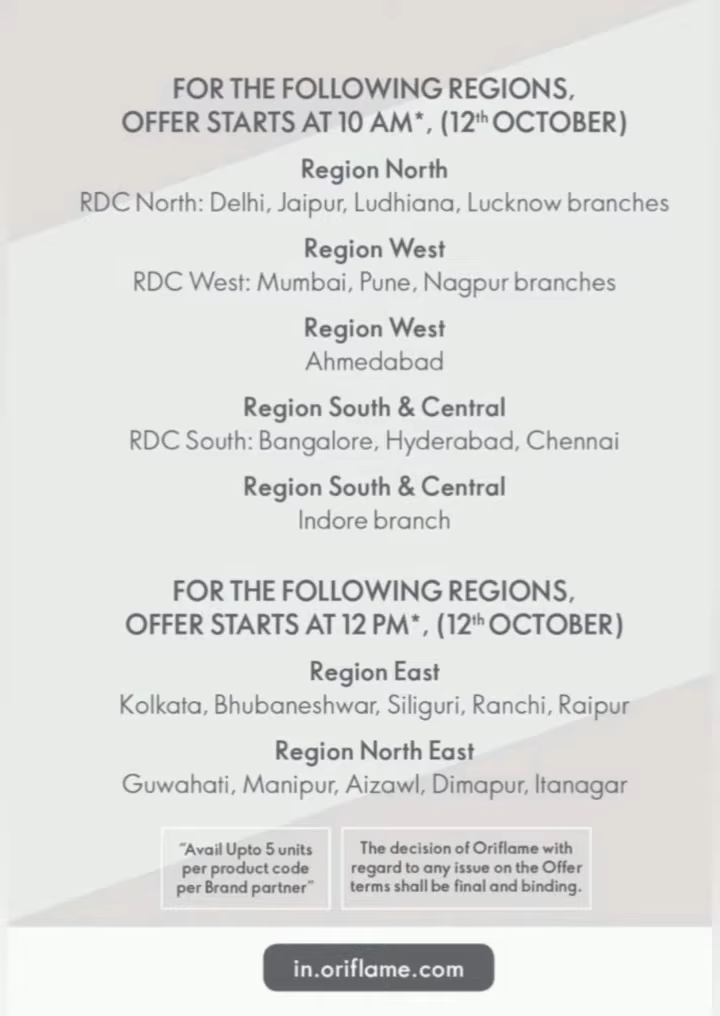 FOR THE FOLLOWING REGIONS,
OFFER STARTS AT 10 AM*, (12th OCTOBER)
Region North
RDC North: Delhi, Jaipur, Ludhiana, Lucknow branches
Region West
RDC West: Mumbai, Pune, Nagpur branches
Region West
Ahmedabad
Region South & Central
RDC South: Bangalore, Hyderabad, Chennai
Region South & Central
Indore branch
FOR THE FOLLOWING REGIONS,
OFFER STARTS AT 12 PM*, (12th OCTOBER)
Region East
Kolkata, Bhubaneshwar, Siliguri, Ranchi, Raipur
Region North East
Guwahati, Manipur, Aizawl, Dimapur, Itanagar
"Avail Upto 5 units
per product code
per Brand partner"
The decision of Oriflame with
regard to any issue on the Offer
terms shall be final and binding.
in.oriflame.com